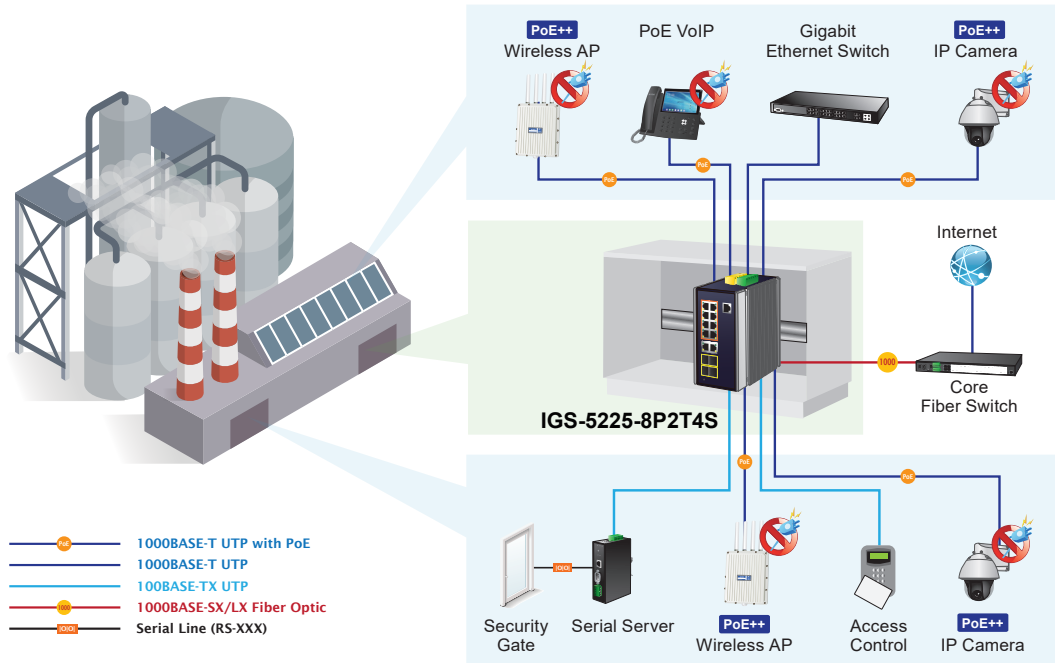 PoE++
Wireless AP
PoE VoIP
Gigabit
Ethernet Switch
PoE++
IP Camera
PoE
PoE
PoE
Internet
1000
Core
Fiber Switch
IGS-5225-8P2T4S
PoE
PoE
1000BASE-T UTP with PoE
PoE
1000BASE-T UTP
100BASE-TX UTP
1000
1000BASE-SX/LX Fiber Optic
|O|O|
Serial Line (RS-XXX)
|O|O|
Security
Gate
Serial Server
PoE++
Wireless AP
Access
Control
PoE++
IP Camera